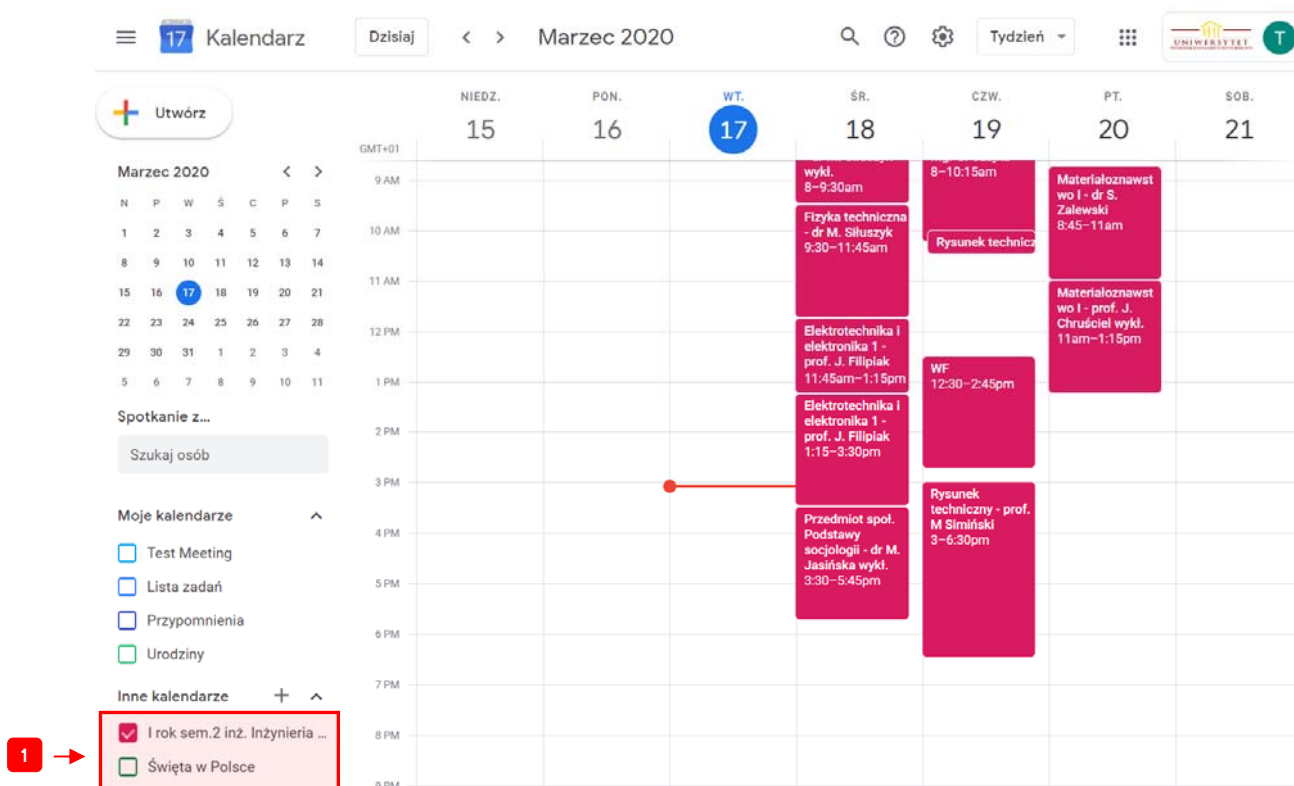 17 Kalendarz Dzisiaj < > Marzec 2020 Tydzień UNIWERSYTET T
Utwórz
NIEDZ. PON. WT. ŚR. CZW. PT. SOB.
15 16 17 18 19 20 21
GMT+01
Marzec 2020 < >
N P W Ś C P S
1 2 3 4 5 6 7
8 9 10 11 12 13 14
15 16 17 18 19 20 21
22 23 24 25 26 27 28
29 30 31 1 2 3 4
5 6 7 8 9 10 11
Spotkanie z...
Szukaj osób
Moje kalendarze
Test Meeting
Lista zadań
Przypomnienia
Urodziny
Inne kalendarze +
I rok sem.2 inż. Inżynieria ...
Święta w Polsce
1
9 AM
10 AM
11 AM
12 PM
1 PM
2 PM
3 PM
4 PM
5 PM
6 PM
7 PM
8 PM
9 PM
wykł.
8–9:30am
Fizyka techniczna
- dr M. Siłuszyk
9:30–11:45am
Elektrotechnika i
elektronika 1 -
prof. J. Filipiak
11:45am–1:15pm
Elektrotechnika i
elektronika 1 -
prof. J. Filipiak
1:15–3:30pm
Przedmiot społ.
Podstawy
socjologii - dr M.
Jasińska wykł.
3:30–5:45pm
8–10:15am
Rysunek technicz
WF
12:30–2:45pm
Rysunek
techniczny - prof.
M Simiński
3–6:30pm
Materiałoznawst
wo I - dr S.
Zalewski
8:45–11am
Materiałoznawst
wo I - prof. J.
Chruściel wykł.
11am–1:15pm